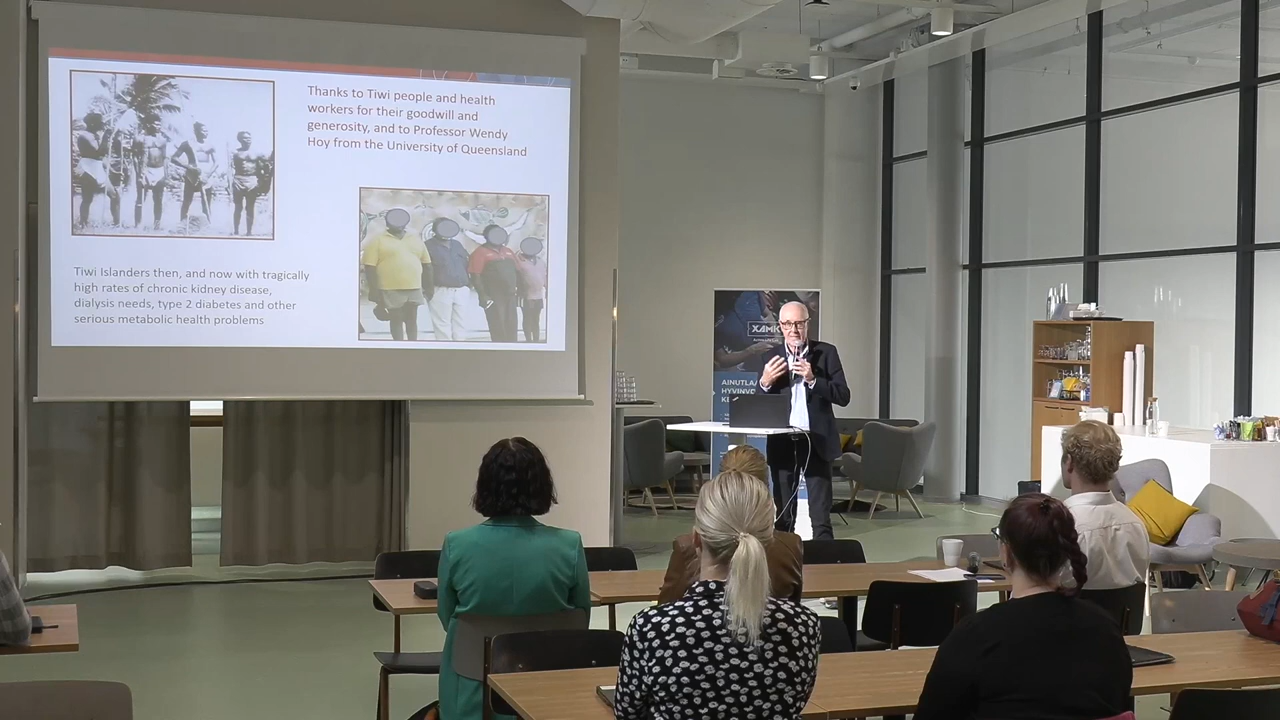 Thanks to Tiwi people and health
workers for their goodwill and
generosity, and to Professor Wendy
Hoy from the University of Queensland
Tiwi Islanders then, and now with tragically
high rates of chronic kidney disease,
dialysis needs, type 2 diabetes and other
serious metabolic health problems
XAMK